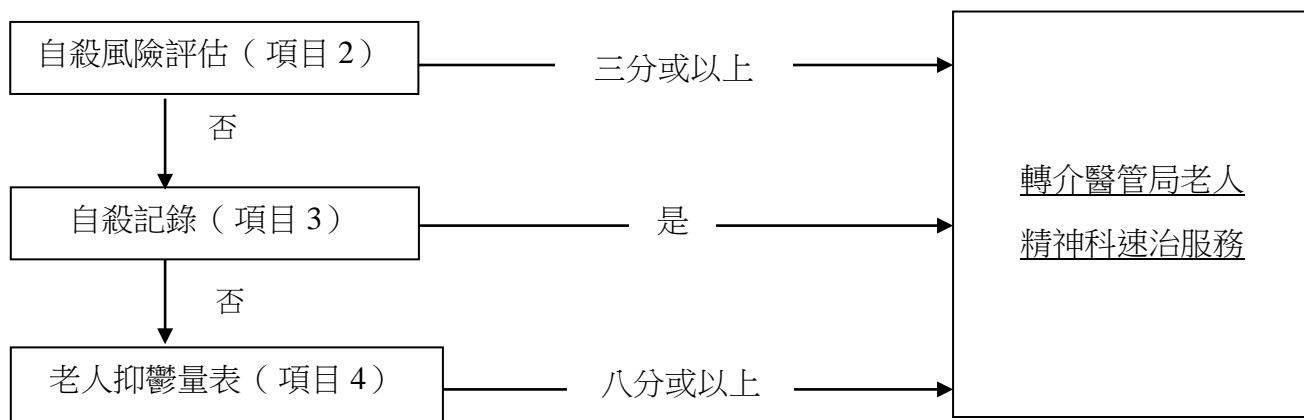 自殺風險評估（項目2）
三分或以上
否
自殺記錄（項目3）
是
轉介醫管局老人
精神科速治服務
否
老人抑鬱量表（項目4）
八分或以上